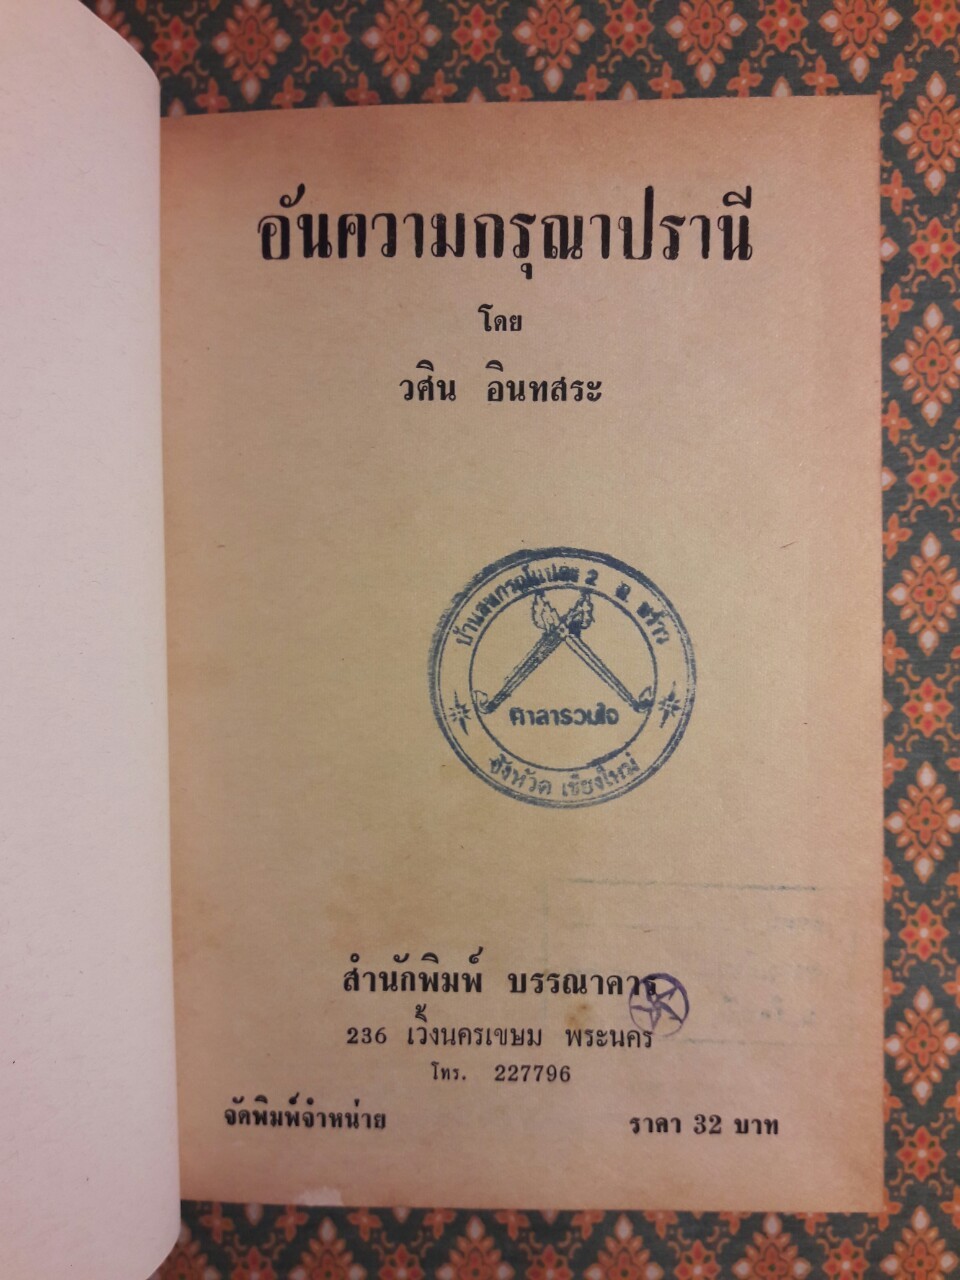 อันความกรุณาปรานี
โดย
วศิน อินทสระ
2 ต.
ศาลารวมใจ
จังหวัด เชียงใหม่
สำนักพิมพ์ บรรณาคาร
236 เวิ้งนครเขษม พระนคร
โทร. 227796
จัดพิมพ์จำหน่าย ราคา 32 บาท